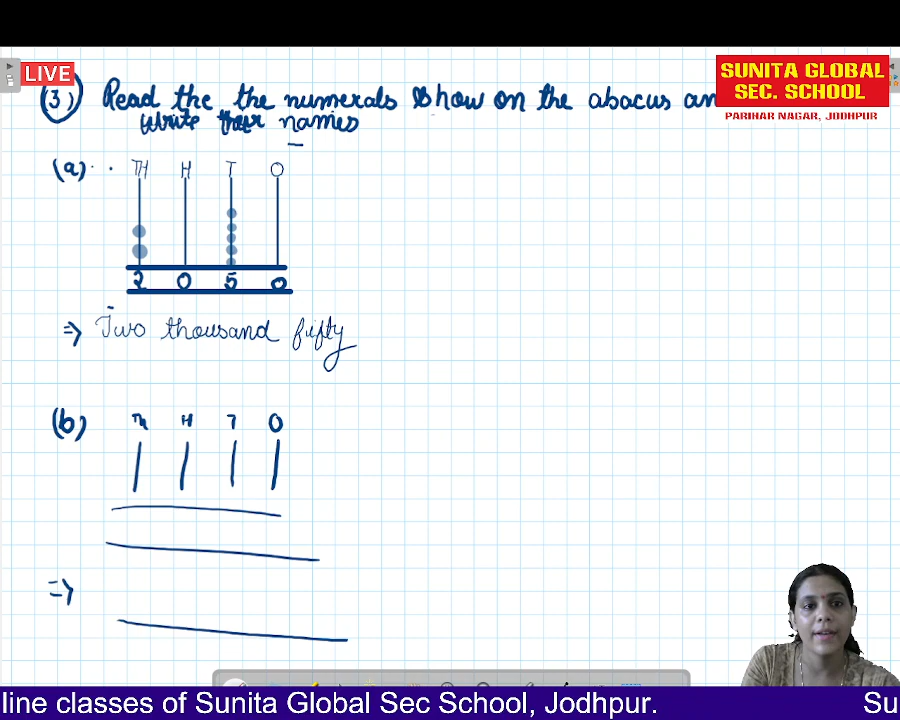 LIVE
SUNITA GLOBAL
SEC. SCHOOL
PARIHAR NAGAR, JODHPUR
(3) Read the the numerals show on the abacus an
write their names
(a) TH H T O
2 0 5 0
⇒ Two thousand fifty
(b) Th H T O
⇒
line classes of Sunita Global Sec School, Jodhpur. Su